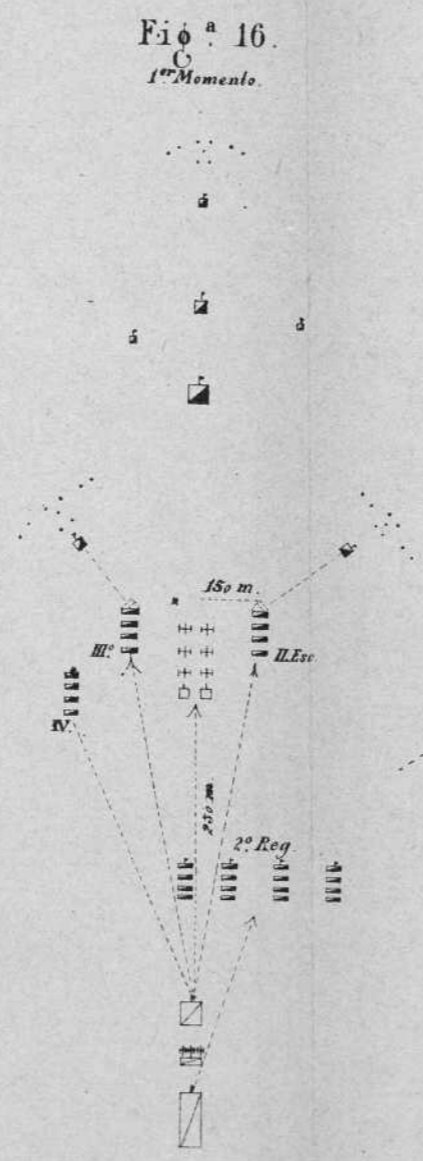 Fig.ª 16.
1.er Momento.
150 m.
III.º
II.Esc.
IV.
250 m.
2.º Reg.